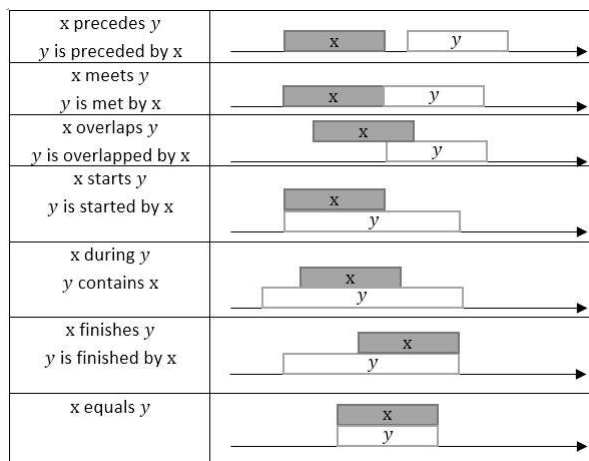 x precedes y
y is preceded by x
x
y
x meets y
y is met by x
x
y
x overlaps y
y is overlapped by x
x
y
x starts y
y is started by x
x
y
x during y
y contains x
x
y
x finishes y
y is finished by x
x
y
x equals y
x
y